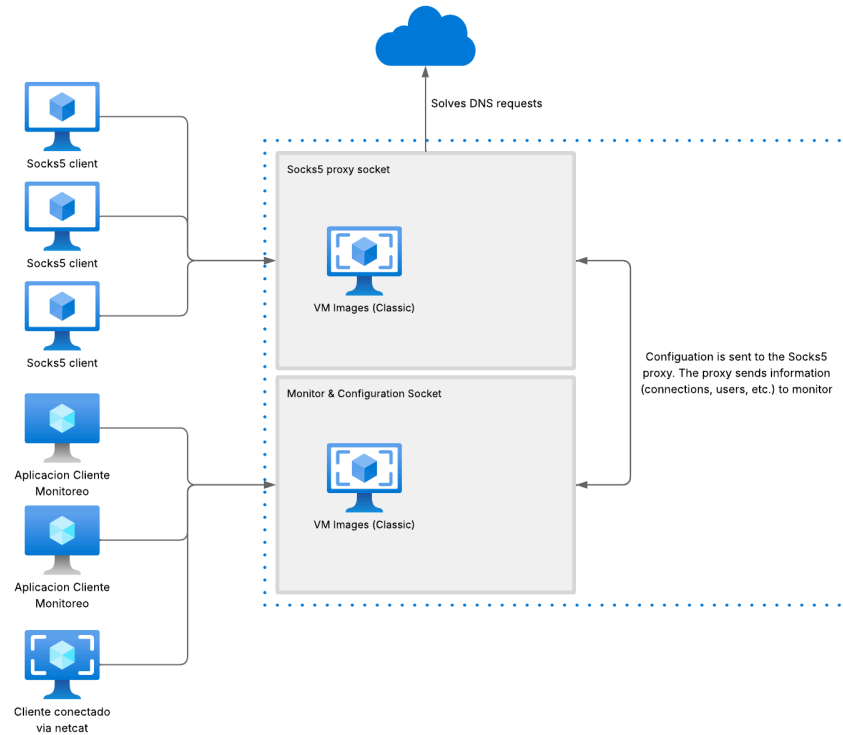 Solves DNS requests
Socks5 client
Socks5 proxy socket
Socks5 client
VM Images (Classic)
Socks5 client
Configuation is sent to the Socks5
proxy. The proxy sends information
(connections, users, etc.) to monitor
Monitor & Configuration Socket
Aplicacion Cliente
Monitoreo
VM Images (Classic)
Aplicacion Cliente
Monitoreo
Cliente conectado
via netcat